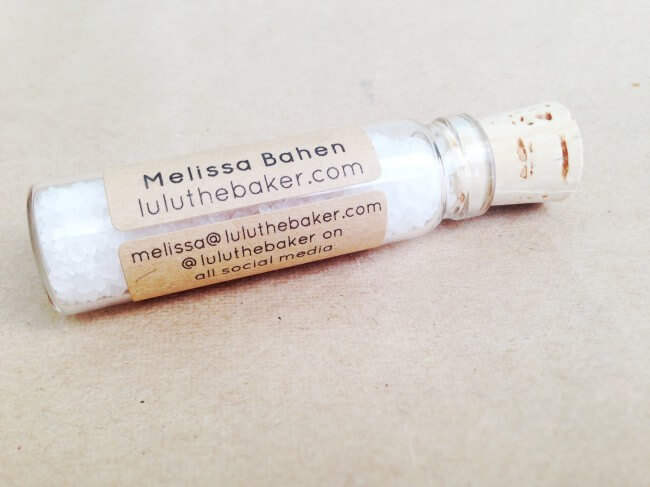 Melissa Bahen
luluthebaker.com
melissa@luluthebaker.com
@luluthebaker on
all social media